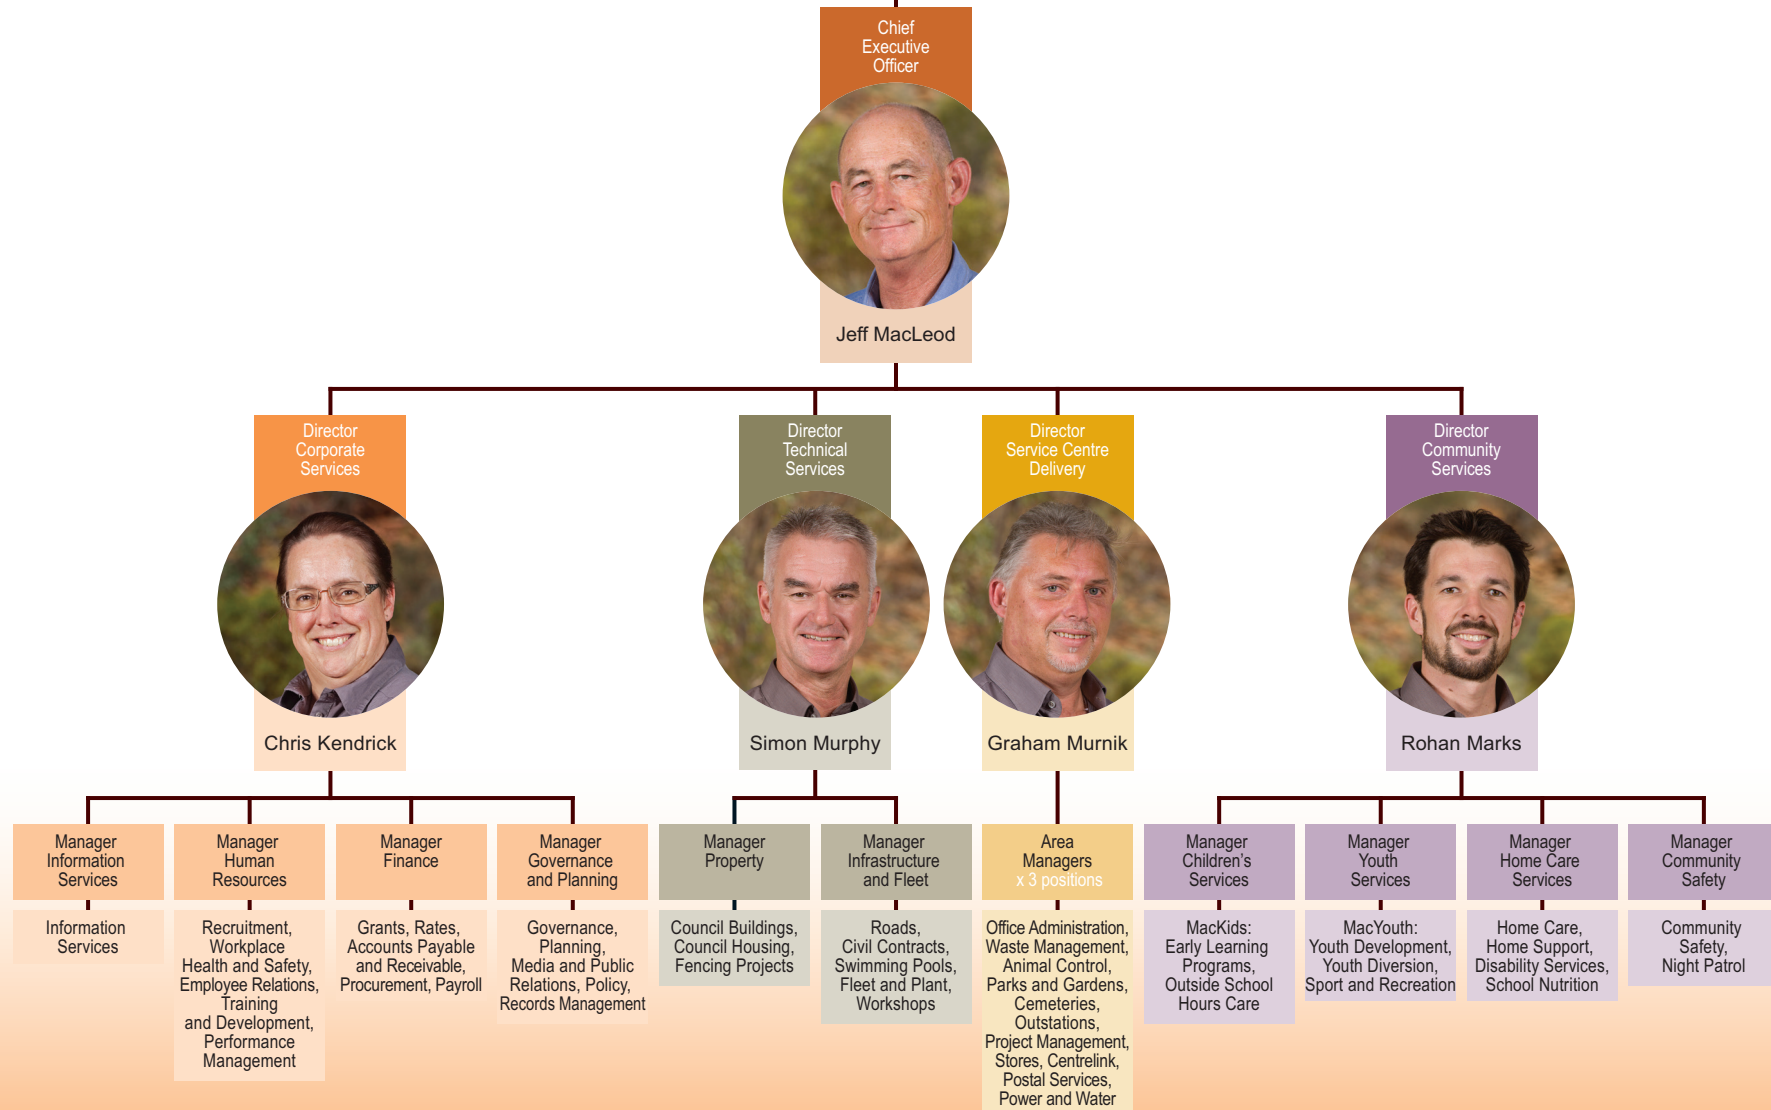 Chief
Executive
Officer
Jeff MacLeod
Director
Corporate
Services
Chris Kendrick
Director
Technical
Services
Simon Murphy
Director
Service Centre
Delivery
Graham Murnik
Director
Community
Services
Rohan Marks
Manager
Information
Services
Information
Services
Manager
Human
Resources
Recruitment,
Workplace
Health and Safety,
Employee Relations,
Training
and Development,
Performance
Management
Manager
Finance
Grants, Rates,
Accounts Payable
and Receivable,
Procurement, Payroll
Manager
Governance
and Planning
Governance,
Planning,
Media and Public
Relations, Policy,
Records Management
Manager
Property
Council Buildings,
Council Housing,
Fencing Projects
Manager
Infrastructure
and Fleet
Roads,
Civil Contracts,
Swimming Pools,
Fleet and Plant,
Workshops
Area
Managers
x 3 positions
Office Administration,
Waste Management,
Animal Control,
Parks and Gardens,
Cemeteries,
Outstations,
Project Management,
Stores, Centrelink,
Postal Services,
Power and Water
Manager
Children's
Services
MacKids:
Early Learning
Programs,
Outside School
Hours Care
Manager
Youth
Services
MacYouth:
Youth Development,
Youth Diversion,
Sport and Recreation
Manager
Home Care
Services
Home Care,
Home Support,
Disability Services,
School Nutrition
Manager
Community
Safety
Community
Safety,
Night Patrol